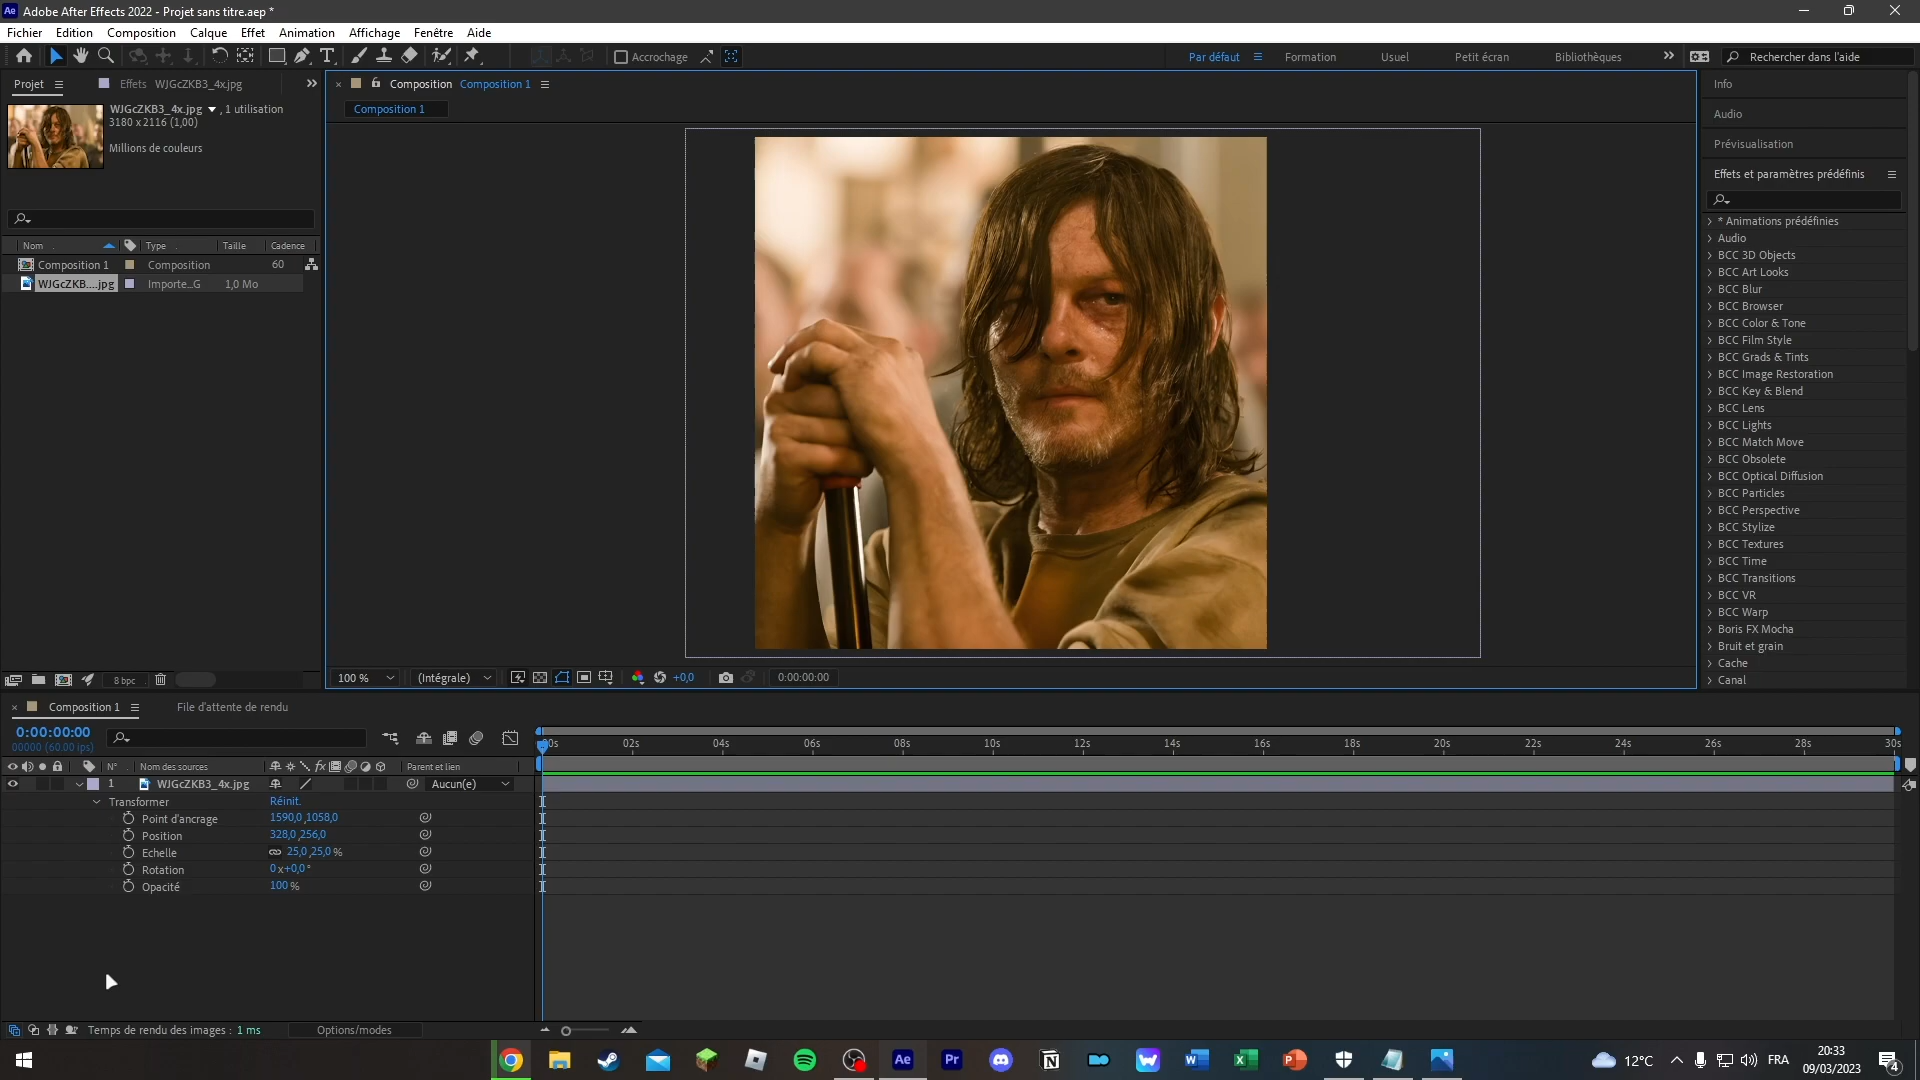 Adobe After Effects 2022 - Projet sans titre.aep *
Fichier Edition Composition Calque Effet Animation Affichage Fenêtre Aide
Accrochage Par défaut Formation Usuel Petit écran Bibliothèques Rechercher dans l'aide
Projet Effets WJGcZKB3_4x.jpg
Composition Composition 1
Composition 1
WJGcZKB3_4x.jpg , 1 utilisation
3180 x 2116 (1,00)
Millions de couleurs
Nom Type Taille Cadence
Composition 1 Composition 60
WJGcZKB....jpg Importe...G 1,0 Mo
8 bpc
100 % (Intégrale) +0,0 0:00:00:00
Info
Audio
Prévisualisation
Effets et paramètres prédéfinis
* Animations prédéfinies
Audio
BCC 3D Objects
BCC Art Looks
BCC Blur
BCC Browser
BCC Color & Tone
BCC Film Style
BCC Grads & Tints
BCC Image Restoration
BCC Key & Blend
BCC Lens
BCC Lights
BCC Match Move
BCC Obsolete
BCC Optical Diffusion
BCC Particles
BCC Perspective
BCC Stylize
BCC Textures
BCC Time
BCC Transitions
BCC VR
BCC Warp
Boris FX Mocha
Bruit et grain
Cache
Canal
Composition 1 File d'attente de rendu
0:00:00:00
00000 (60.00 ips)
00s 02s 04s 06s 08s 10s 12s 14s 16s 18s 20s 22s 24s 26s 28s 30s
N° Nom des sources fx Parent et lien
1 WJGcZKB3_4x.jpg Aucun(e)
Transformer Réinit.
Point d'ancrage 1590,0 ,1058,0
Position 328,0 ,256,0
Echelle 25,0 ,25,0 %
Rotation 0x+0,0°
Opacité 100 %
Temps de rendu des images : 1 ms Options/modes
Ae Pr 12°C FRA
20:33
09/03/2023
4